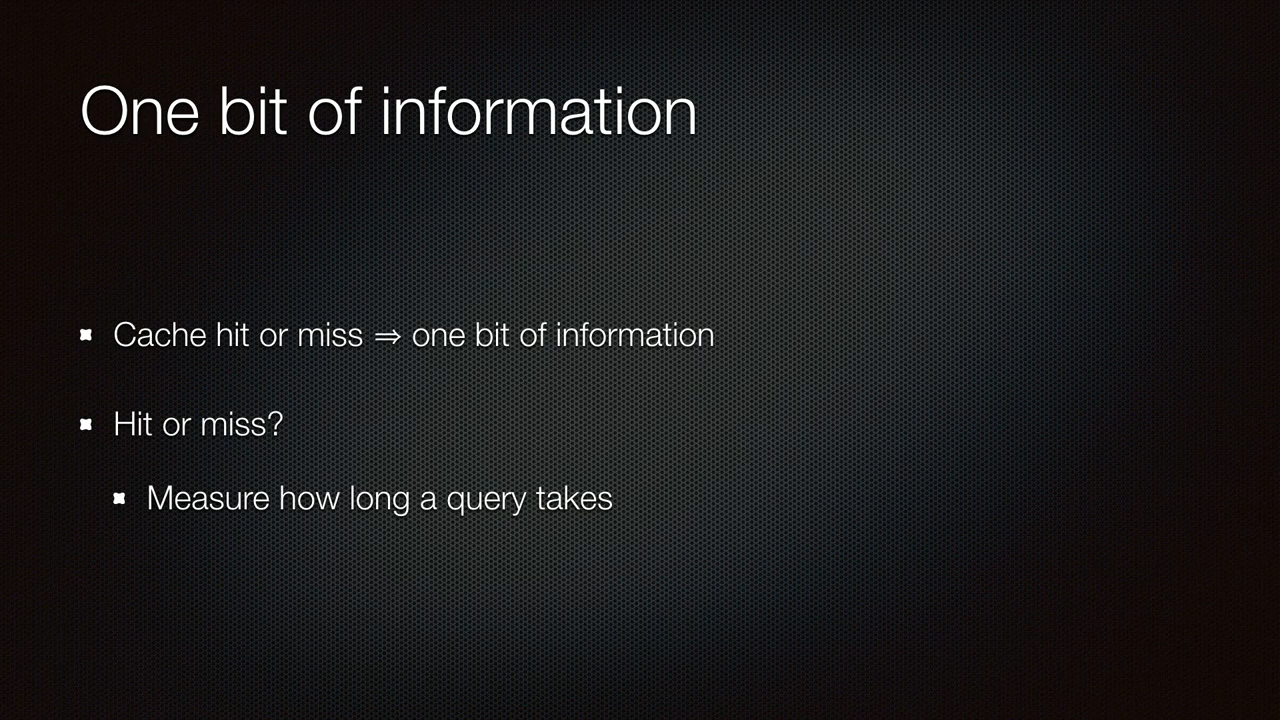 One bit of information
Cache hit or miss ⇒ one bit of information
Hit or miss?
Measure how long a query takes